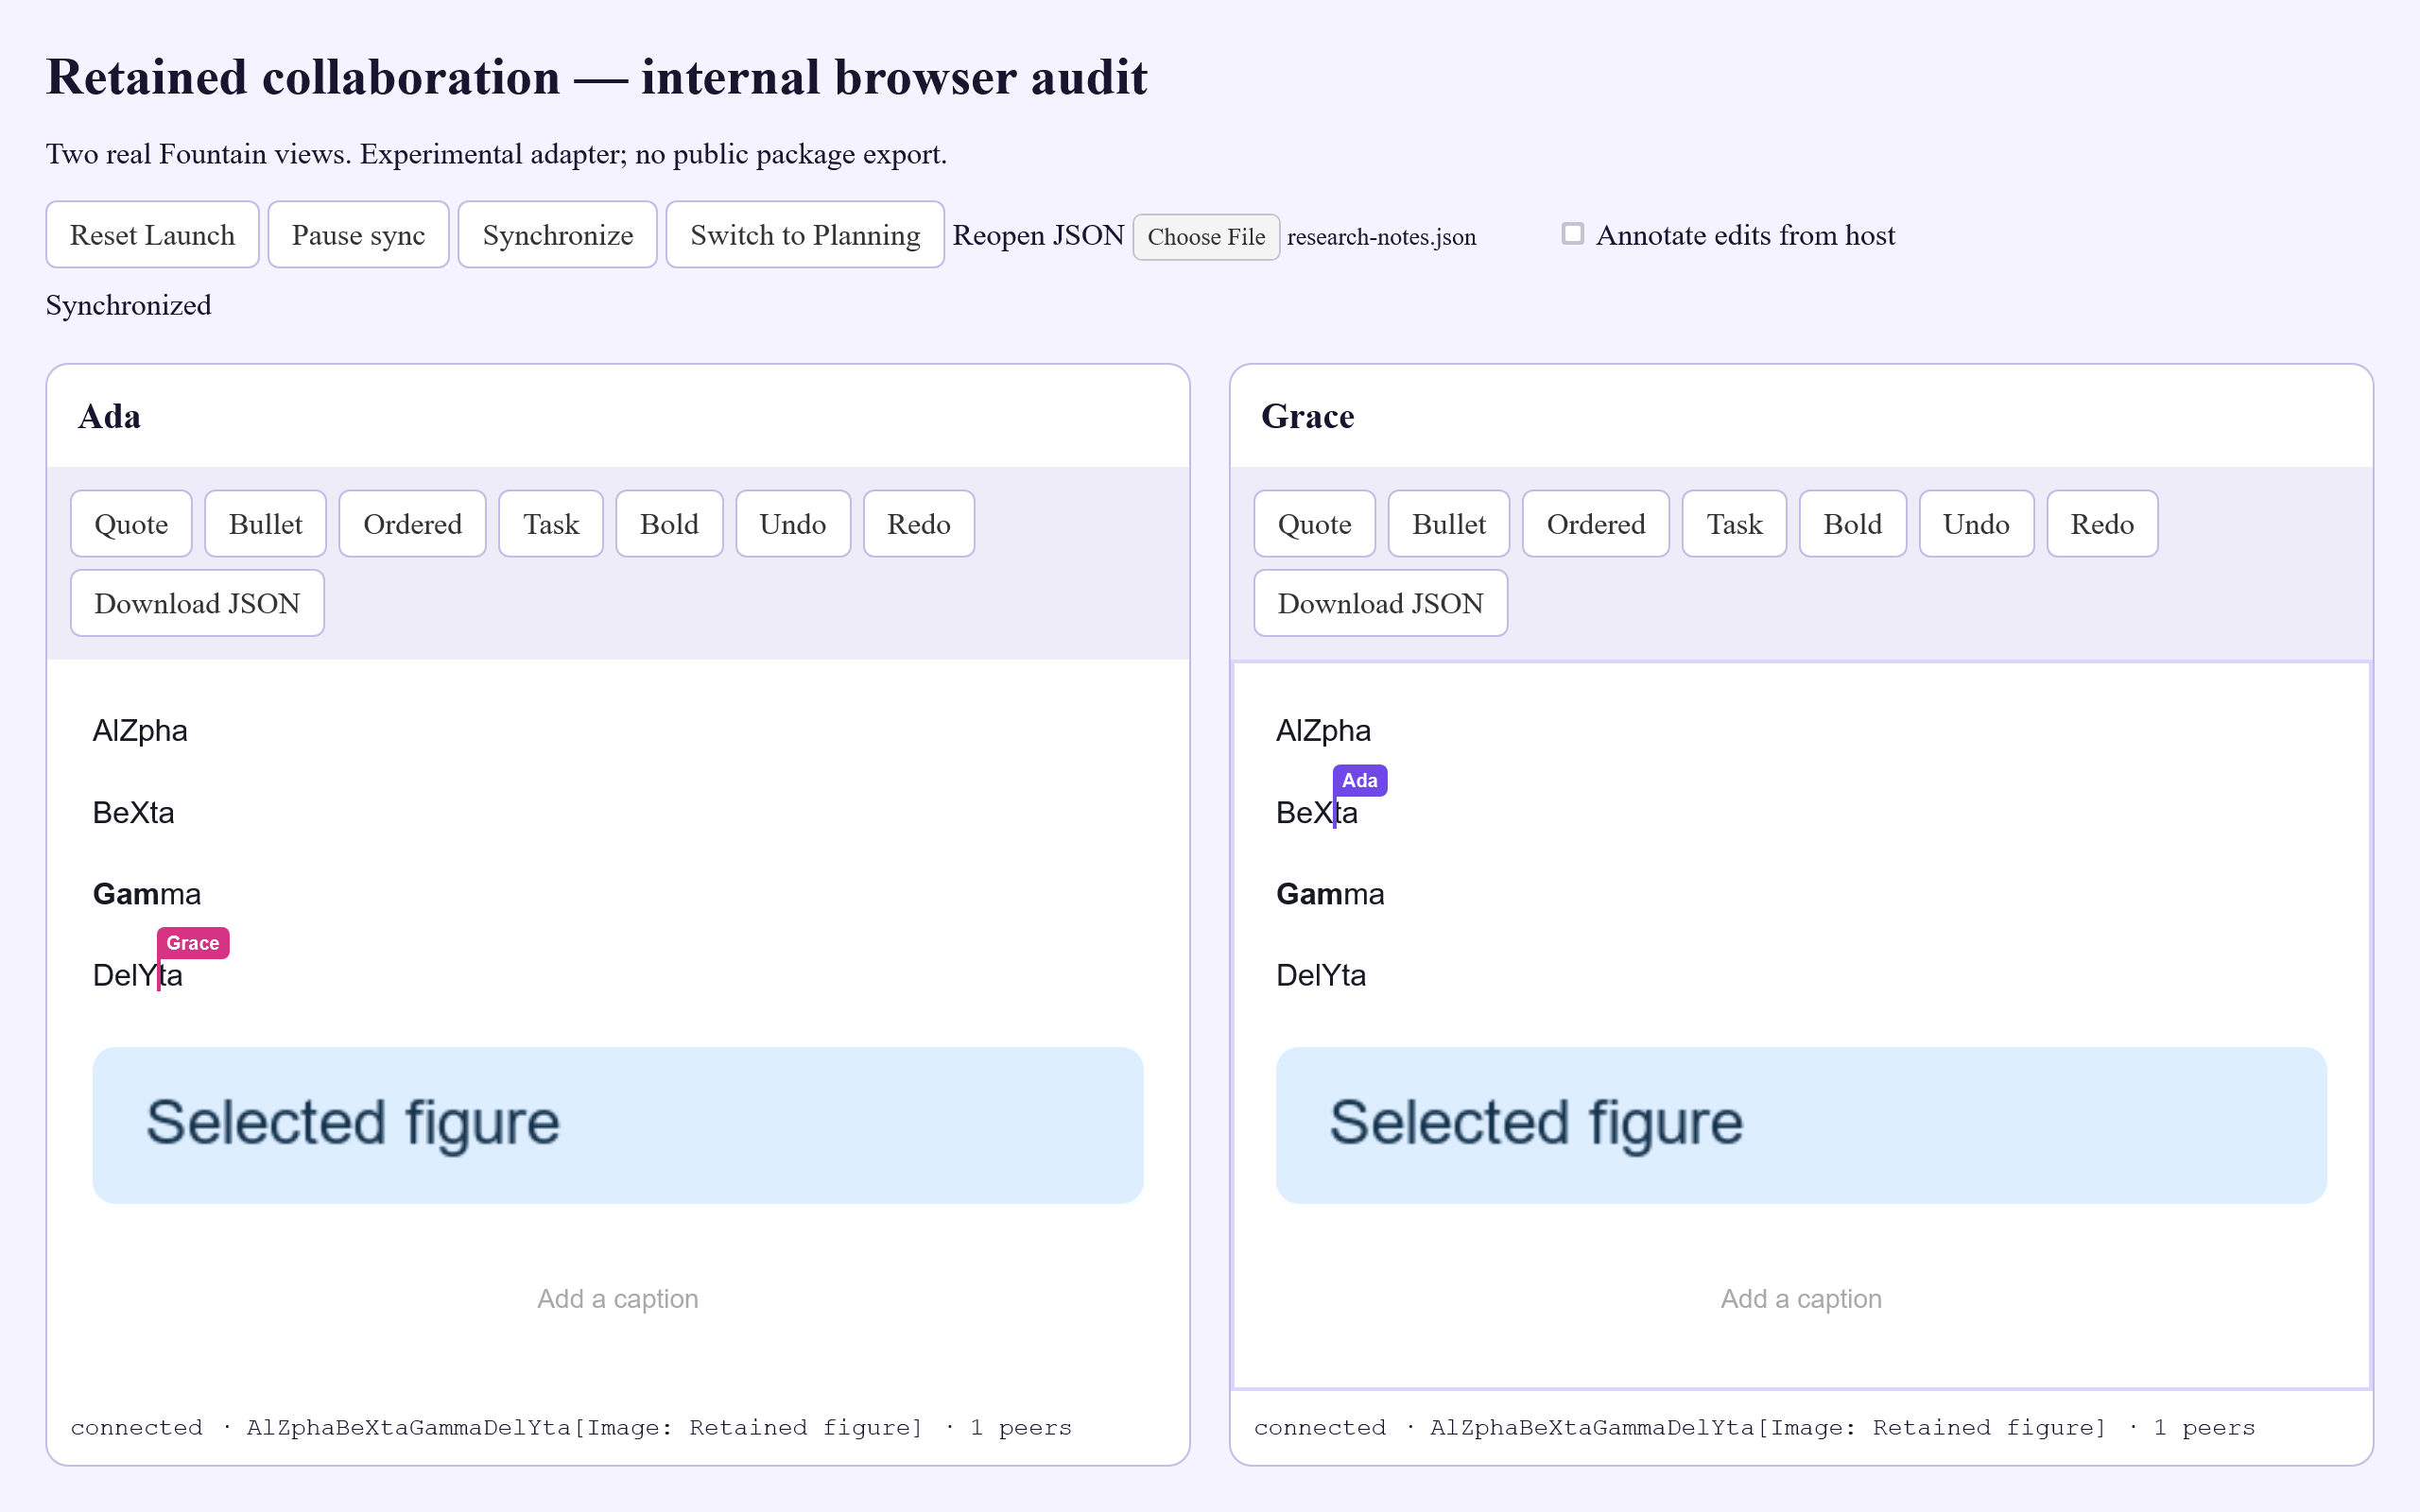 Retained collaboration — internal browser audit
Two real Fountain views. Experimental adapter; no public package export.
Reset Launch Pause sync Synchronize Switch to Planning Reopen JSON Choose File research-notes.json Annotate edits from host
Synchronized
Ada
Quote Bullet Ordered Task Bold Undo Redo
Download JSON
AlZpha
BeXta
Gamma
Grace
DelYta
Selected figure
Add a caption
connected · AlZphaBeXtaGammaDelYta[Image: Retained figure] · 1 peers
Grace
Quote Bullet Ordered Task Bold Undo Redo
Download JSON
AlZpha
Ada
BeXta
Gamma
DelYta
Selected figure
Add a caption
connected · AlZphaBeXtaGammaDelYta[Image: Retained figure] · 1 peers